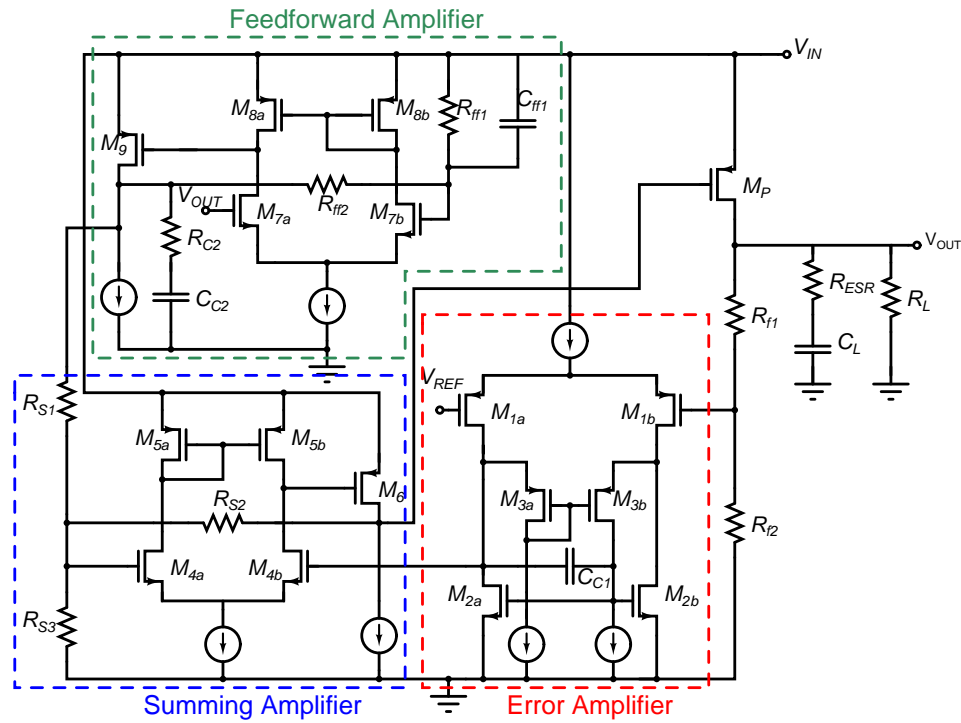 Feedforward Amplifier
V_IN
M_8a
M_8b
R_ff1
C_ff1
M_9
M_P
V_OUT
M_7a
R_ff2
M_7b
V_OUT
R_C2
R_ESR
R_L
C_C2
R_f1
C_L
V_REF
R_S1
M_5a
M_5b
M_1a
M_1b
M_6
R_S2
M_3a
M_3b
R_f2
M_4a
M_4b
C_C1
M_2a
M_2b
R_S3
Summing Amplifier
Error Amplifier